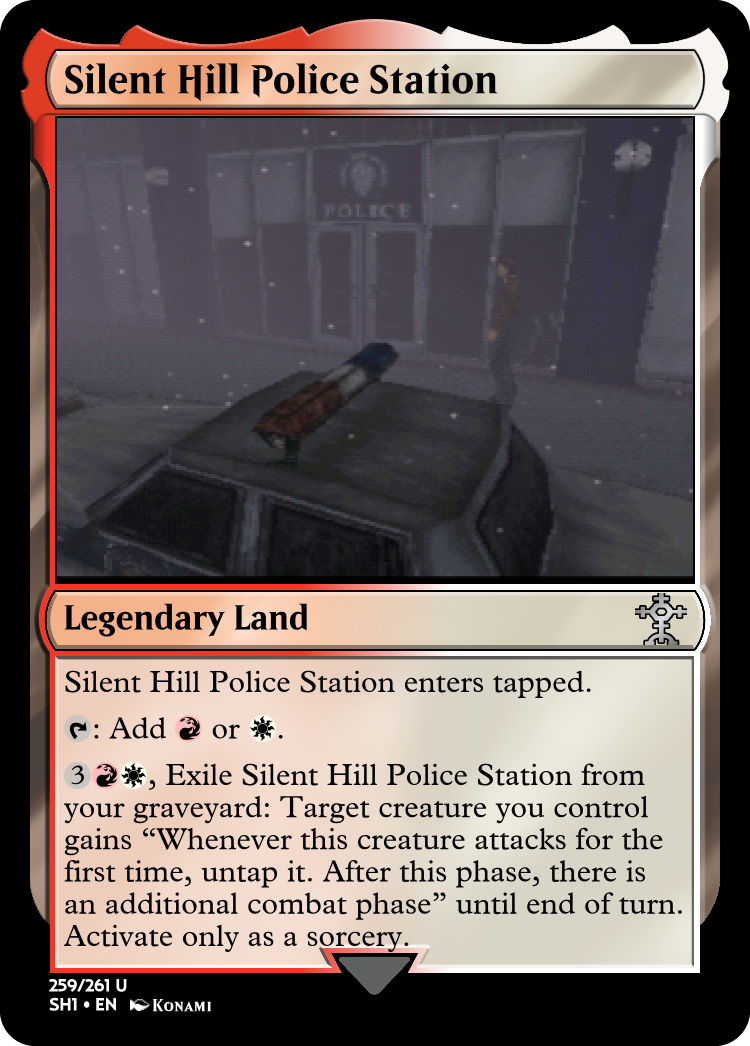 Silent Hill Police Station
POLICE
Legendary Land
Silent Hill Police Station enters tapped.
: Add or .
3, Exile Silent Hill Police Station from
your graveyard: Target creature you control
gains “Whenever this creature attacks for the
first time, untap it. After this phase, there is
an additional combat phase” until end of turn.
Activate only as a sorcery.
259/261 U
SH1 • EN KONAMI